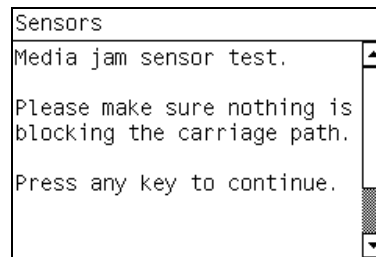 Sensors
Media jam sensor test.
Please make sure nothing is
blocking the carriage path.
Press any key to continue.